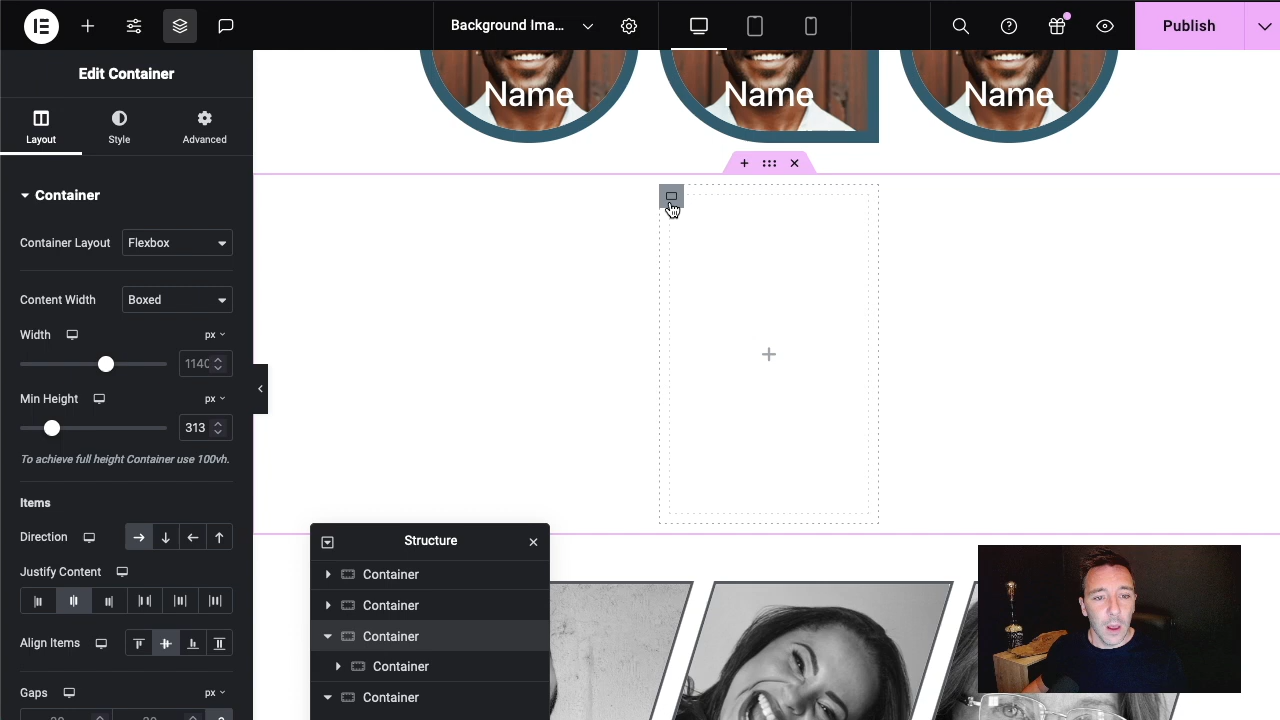 Background Ima...
Publish
Edit Container
Layout
Style
Advanced
Container
Container Layout
Flexbox
Content Width
Boxed
Width
px
1140
Min Height
px
313
To achieve full height Container use 100vh.
Items
Direction
Justify Content
Align Items
Gaps
px
Name
Name
Name
Structure
Container
Container
Container
Container
Container